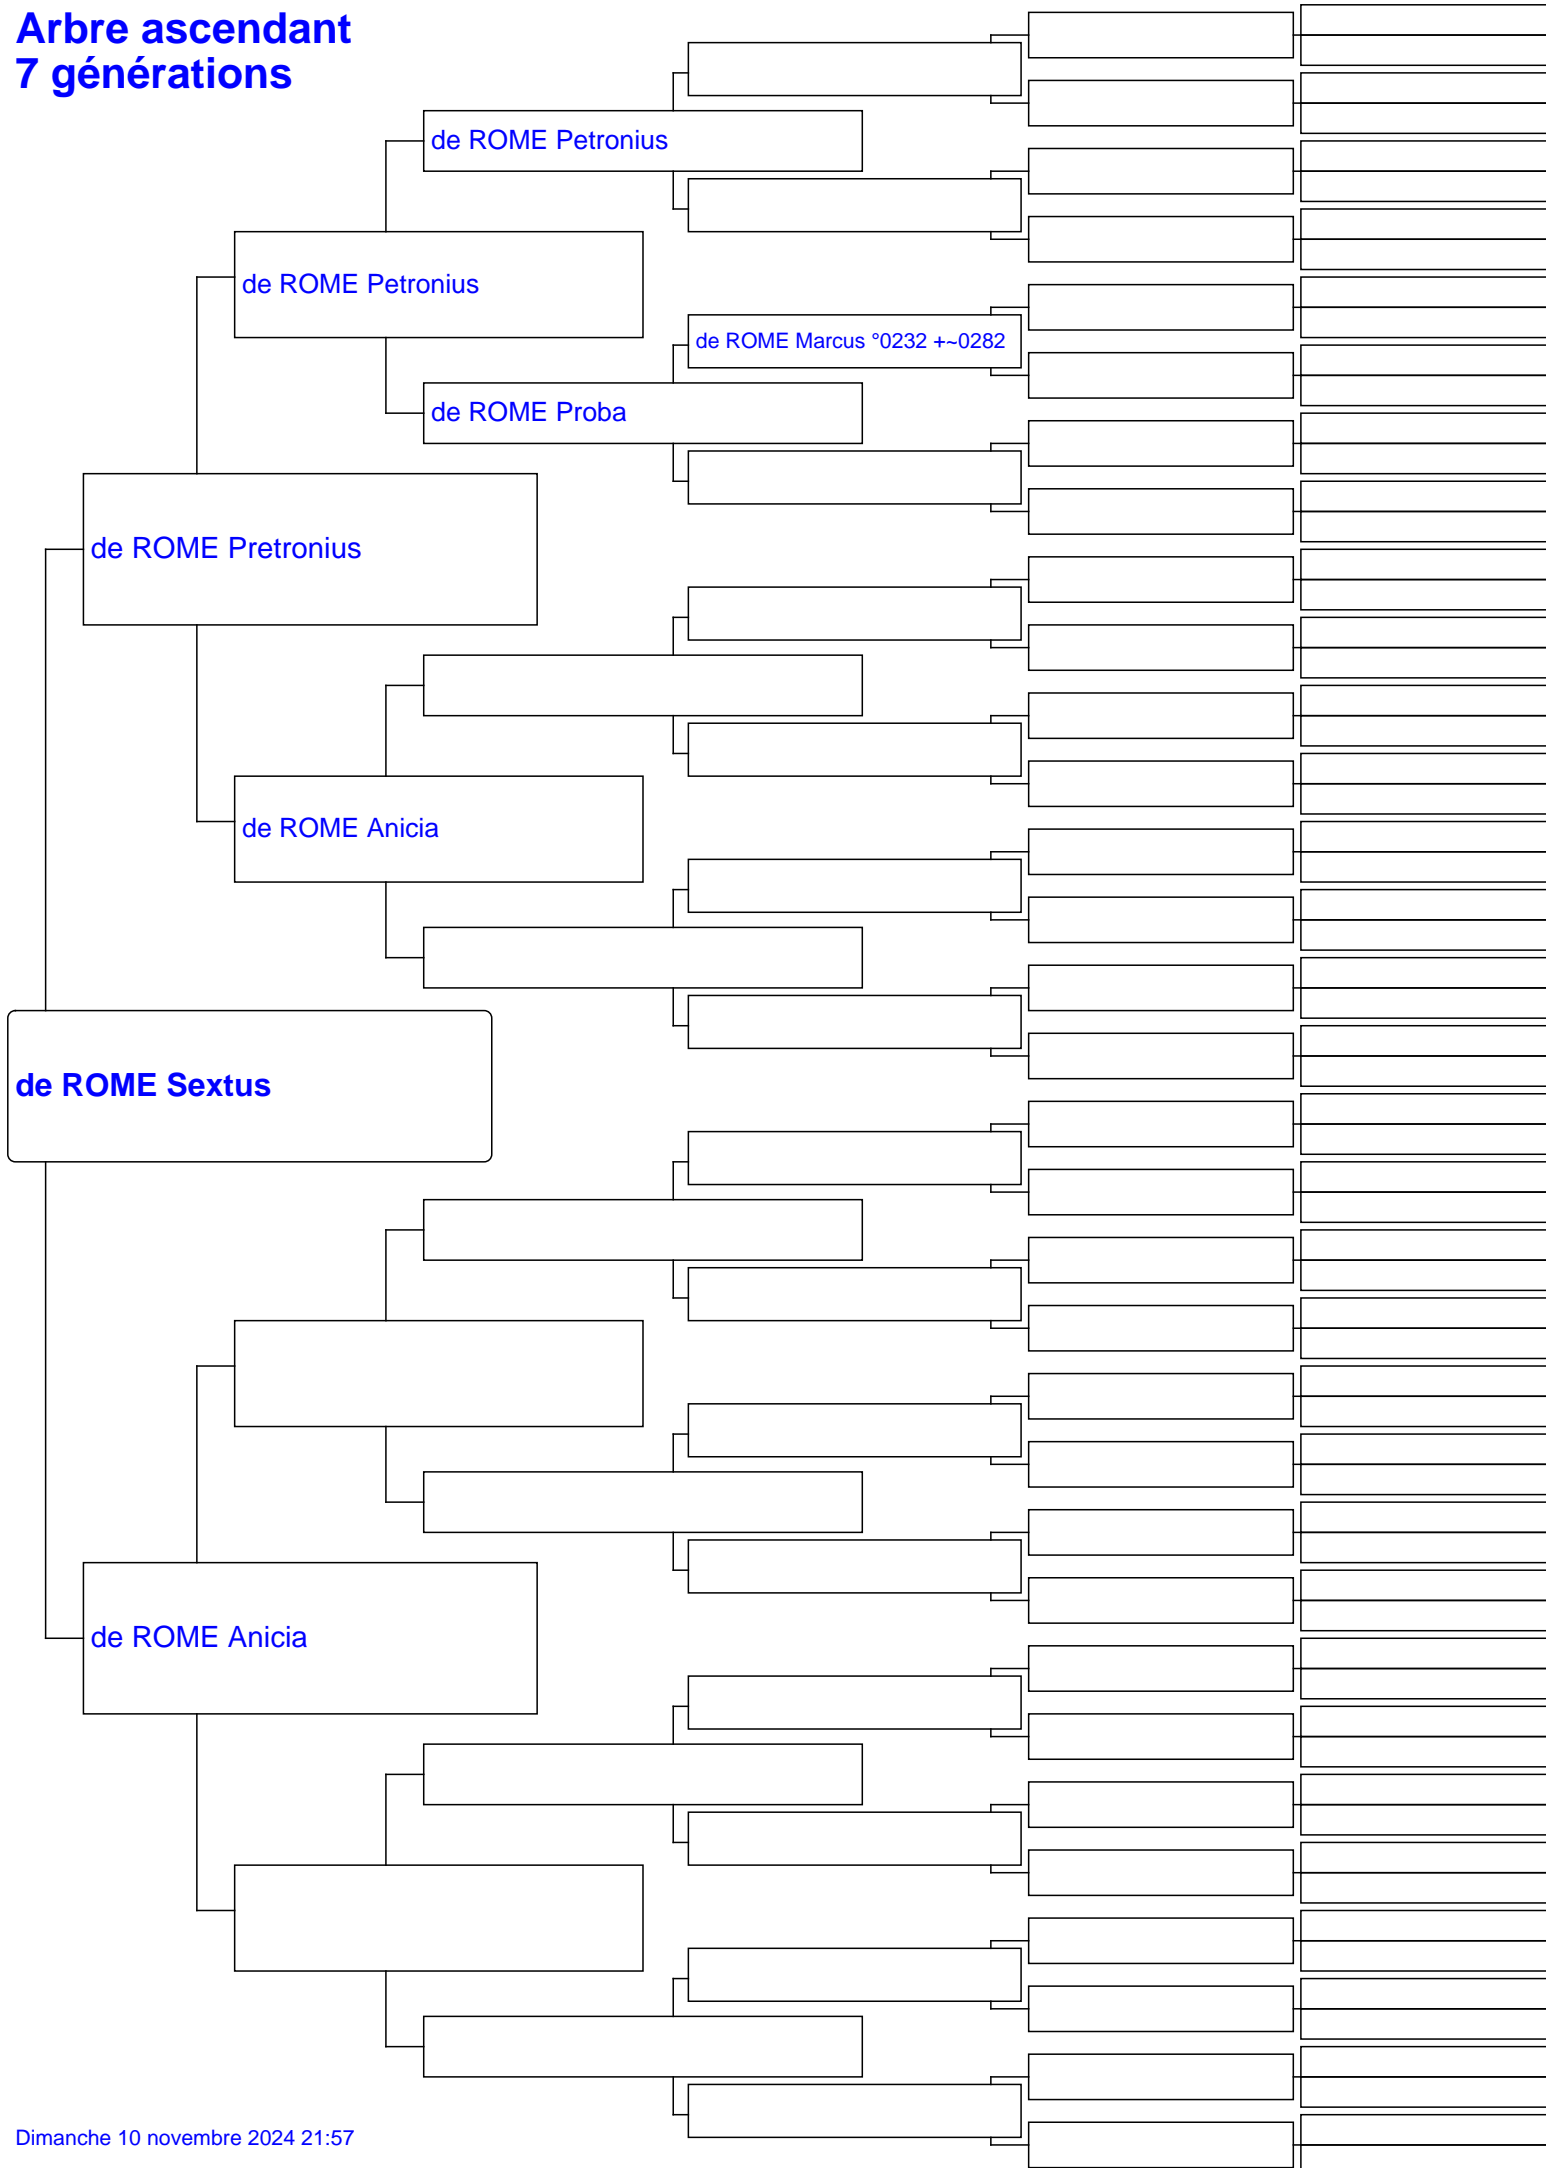 Arbre ascendant
7 générations
de ROME Petronius
de ROME Petronius
de ROME Marcus °0232 +~0282
de ROME Proba
de ROME Pretronius
de ROME Anicia
de ROME Sextus
de ROME Anicia
Dimanche 10 novembre 2024 21:57